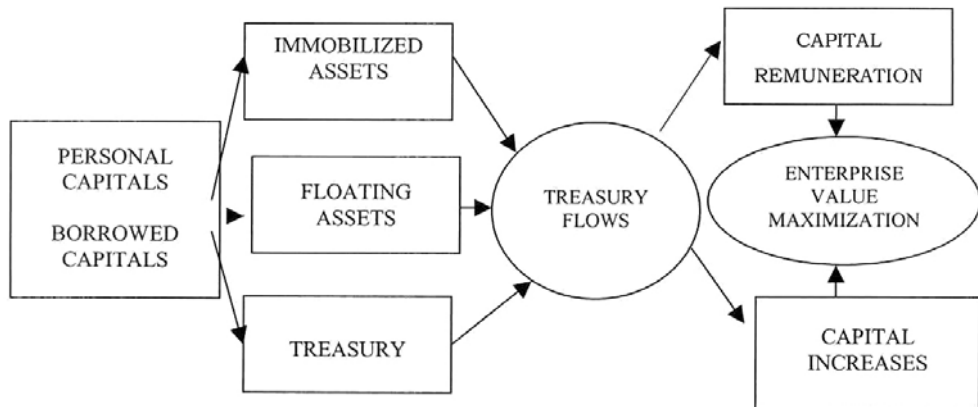 PERSONAL
CAPITALS
BORROWED
CAPITALS
IMMOBILIZED
ASSETS
FLOATING
ASSETS
TREASURY
TREASURY
FLOWS
CAPITAL
REMUNERATION
ENTERPRISE
VALUE
MAXIMIZATION
CAPITAL
INCREASES